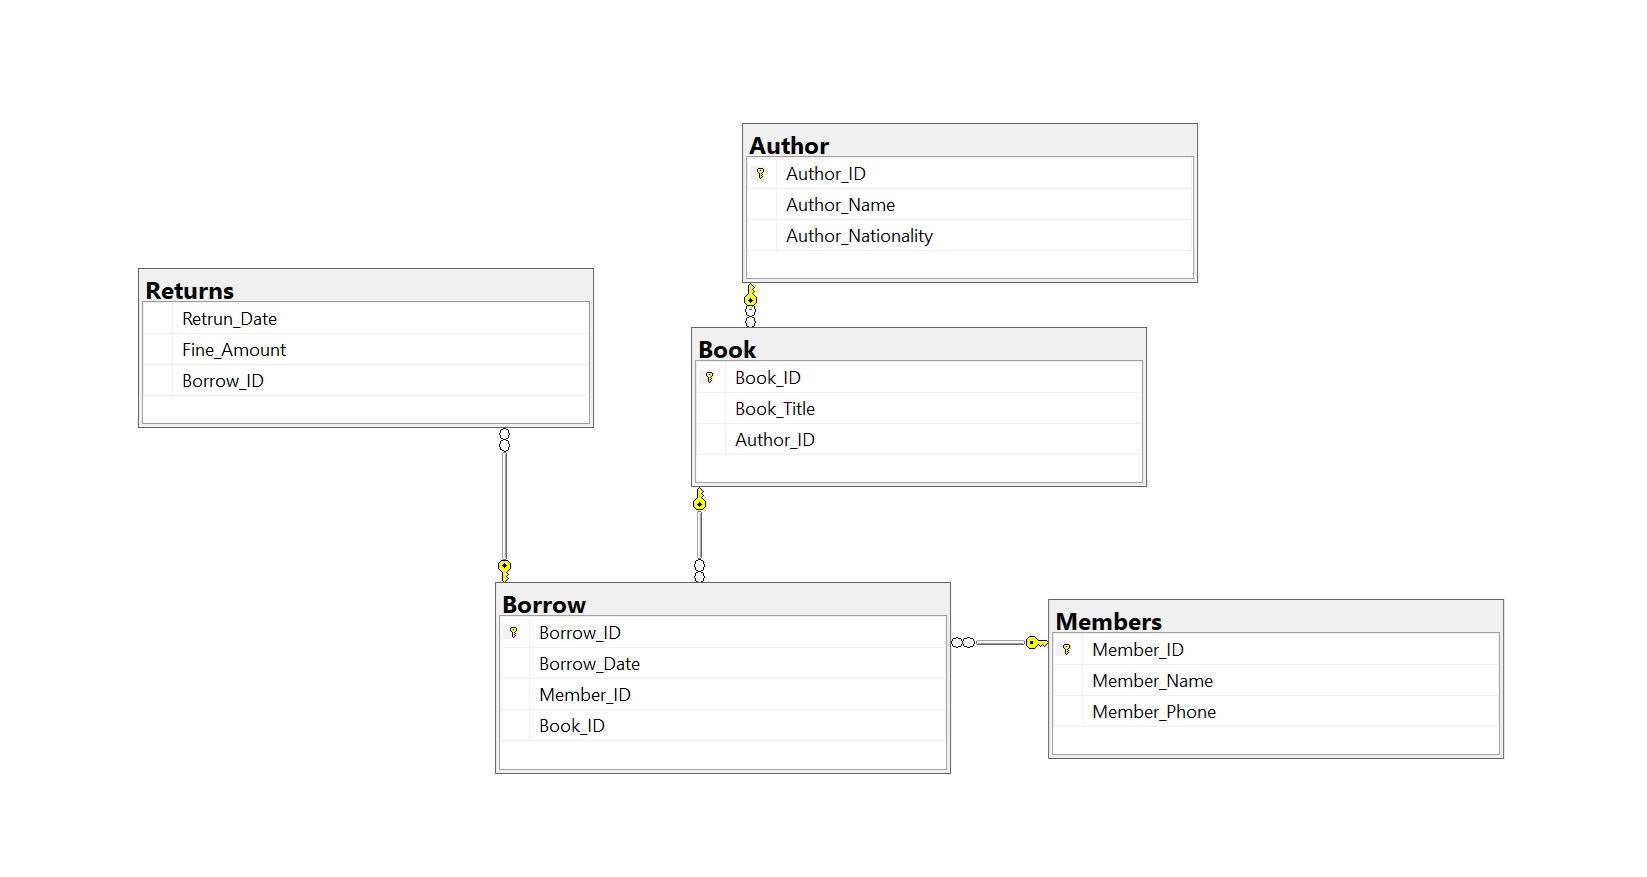 Author
Author_ID
Author_Name
Author_Nationality
Returns
Retrun_Date
Fine_Amount
Borrow_ID
Book
Book_ID
Book_Title
Author_ID
Borrow
Borrow_ID
Borrow_Date
Member_ID
Book_ID
Members
Member_ID
Member_Name
Member_Phone